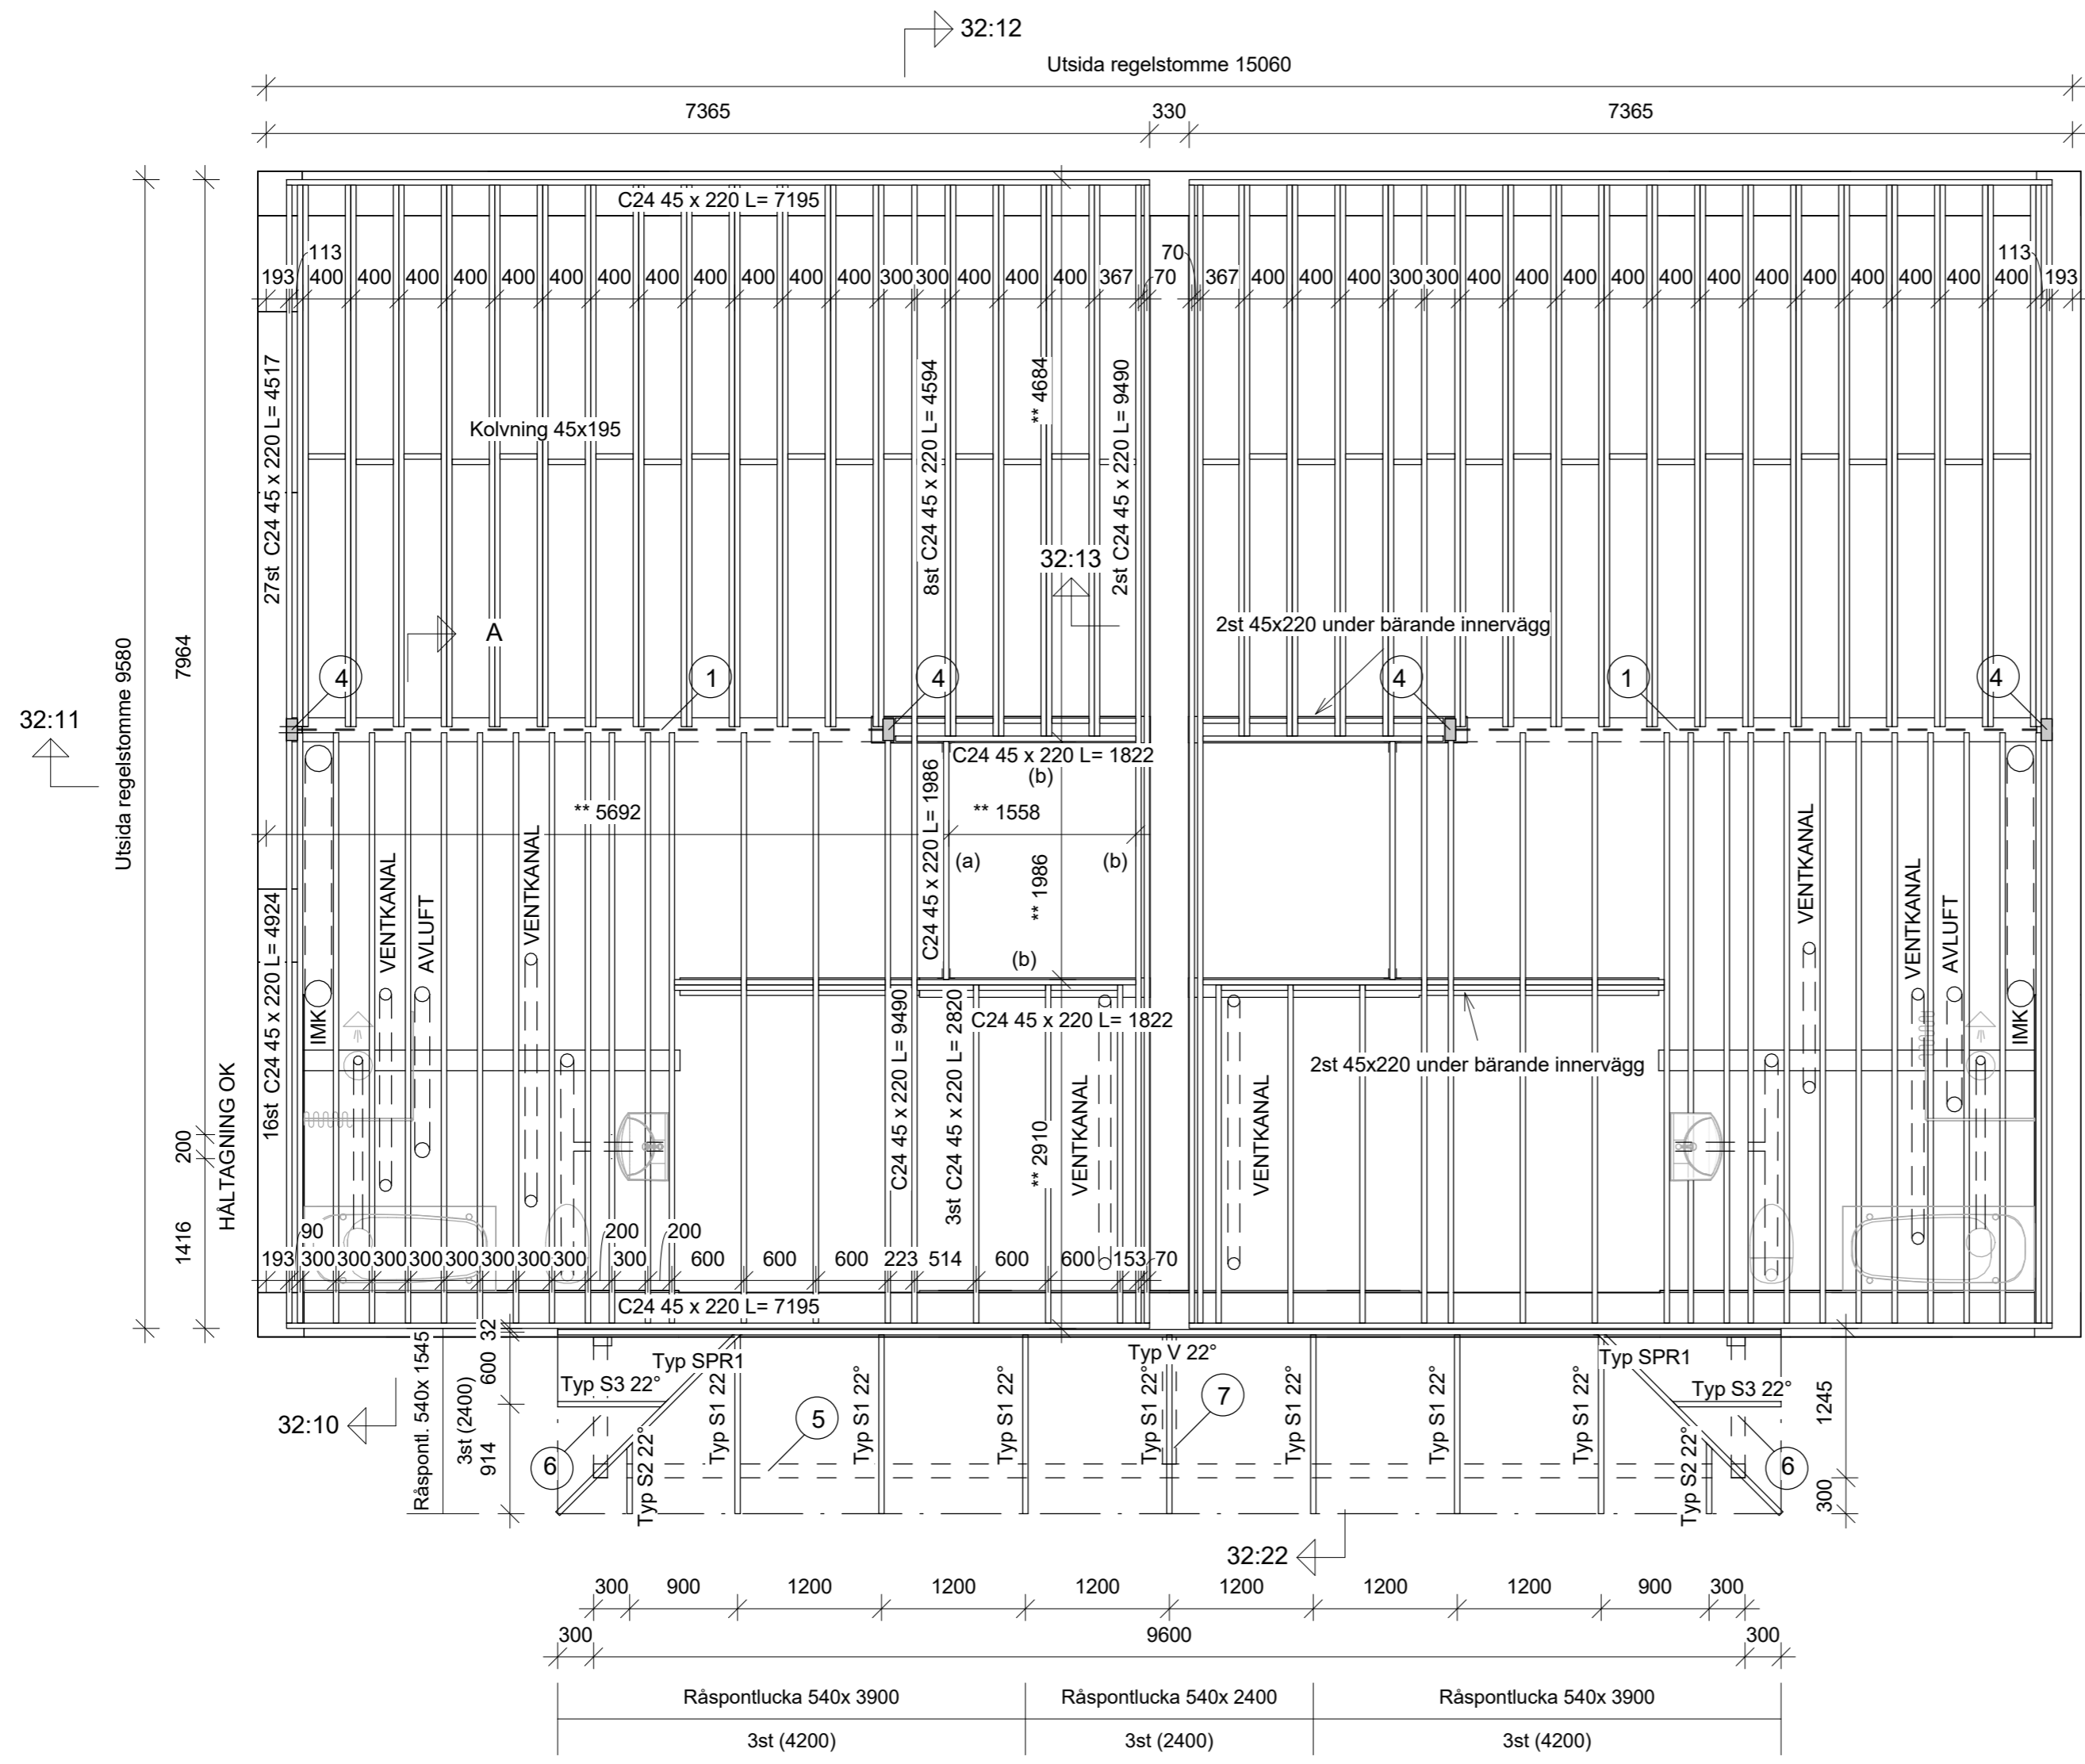 32:12
Utsida regelstomme 15060
7365
330
7365
C24 45 x 220 L= 7195
113
70
113
193
400
400
400
400
400
400
400
400
400
400
400
400
300
300
400
400
400
367
70
367
400
400
400
300
300
400
400
400
400
400
400
400
400
400
400
400
400
193
27st C24 45 x 220 L= 4517
8st C24 45 x 220 L= 4594
** 4684
2st C24 45 x 220 L= 9490
Kolvning 45x195
32:13
A
2st 45x220 under bärande innervägg
4
1
4
4
1
4
32:11
Utsida regelstomme 9580
7964
C24 45 x 220 L= 1822
(b)
** 5692
** 1558
C24 45 x 220 L= 1986
(a)
(b)
** 1986
(b)
VENTKANAL
AVLUFT
VENTKANAL
VENTKANAL
VENTKANAL
AVLUFT
16st C24 45 x 220 L= 4924
IMK
IMK
C24 45 x 220 L= 9490
3st C24 45 x 220 L= 2820
C24 45 x 220 L= 1822
** 2910
VENTKANAL
VENTKANAL
2st 45x220 under bärande innervägg
200
HÅLTAGNING OK
1416
90
200
200
193
300
300
300
300
300
300
300
300
300
600
600
600
223
514
600
600
153
70
C24 45 x 220 L= 7195
Råspontl. 540x 1545
3st (2400)
32
600
914
Typ SPR1
Typ S3 22°
Typ S2 22°
Typ S1 22°
Typ S1 22°
Typ S1 22°
Typ V 22°
Typ S1 22°
Typ S1 22°
Typ S1 22°
Typ S1 22°
Typ SPR1
Typ S3 22°
Typ S2 22°
1245
300
32:10
5
7
6
6
32:22
300
900
1200
1200
1200
1200
1200
1200
900
300
300
9600
300
Råspontlucka 540x 3900
Råspontlucka 540x 2400
Råspontlucka 540x 3900
3st (4200)
3st (2400)
3st (4200)